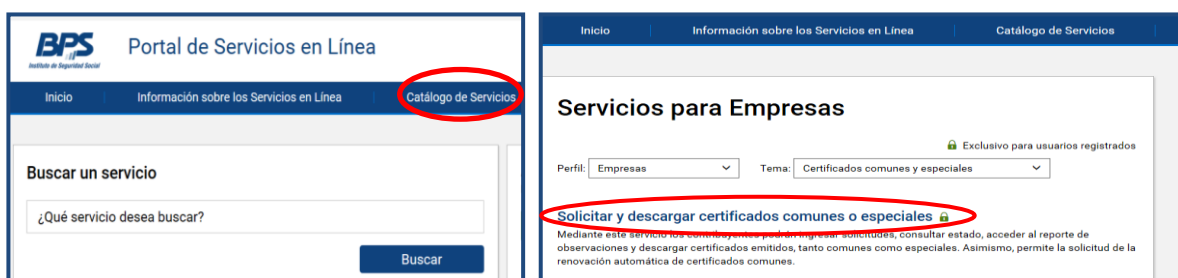 BPS
Instituto de Seguridad Social
Portal de Servicios en Línea
Inicio Información sobre los Servicios en Línea Catálogo de Servicios
Buscar un servicio
¿Qué servicio desea buscar?
Buscar
Inicio Información sobre los Servicios en Línea Catálogo de Servicios
Servicios para Empresas
Exclusivo para usuarios registrados
Perfil: Empresas Tema: Certificados comunes y especiales
Solicitar y descargar certificados comunes o especiales
Mediante este servicio los contribuyentes podrán ingresar solicitudes, consultar estado, acceder al reporte de
observaciones y descargar certificados emitidos, tanto comunes como especiales. Asimismo, permite la solicitud de la
renovación automática de certificados comunes.